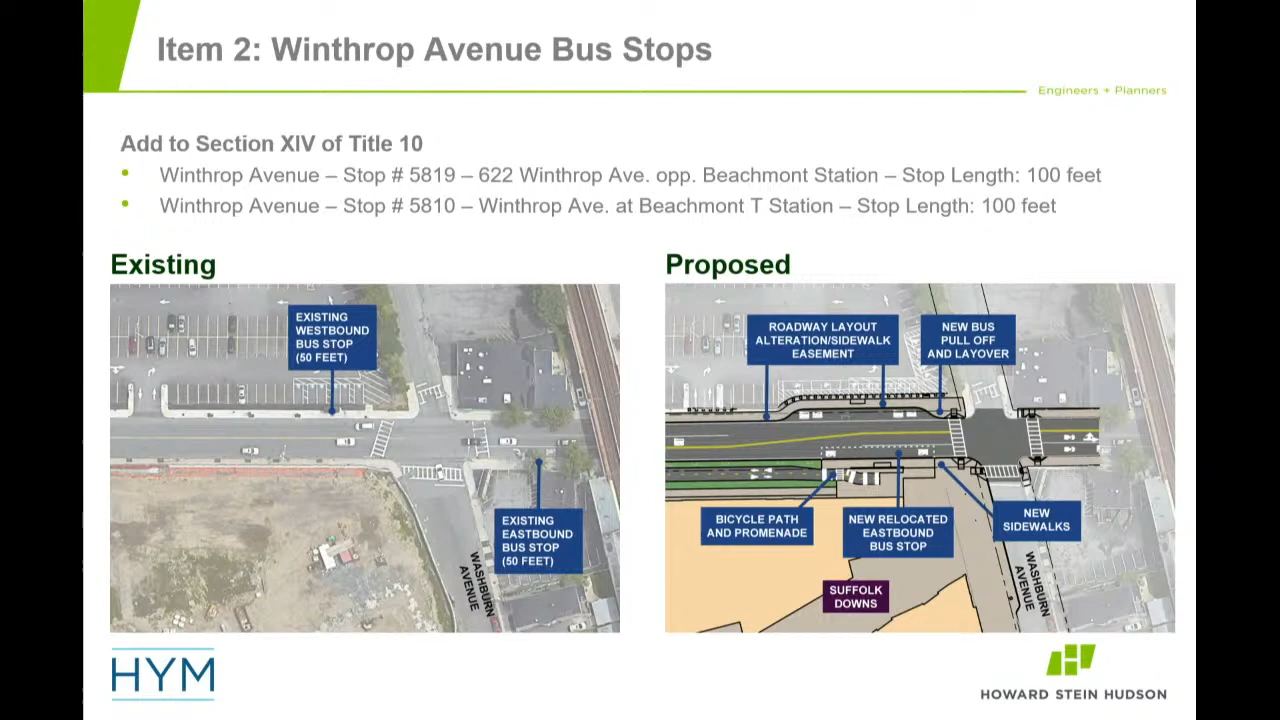 Item 2: Winthrop Avenue Bus Stops
Engineers + Planners
Add to Section XIV of Title 10
• Winthrop Avenue – Stop # 5819 – 622 Winthrop Ave. opp. Beachmont Station – Stop Length: 100 feet
• Winthrop Avenue – Stop # 5810 – Winthrop Ave. at Beachmont T Station – Stop Length: 100 feet
Existing
EXISTING
WESTBOUND
BUS STOP
(50 FEET)
EXISTING
EASTBOUND
BUS STOP
(50 FEET)
WASHBURN
AVENUE
Proposed
ROADWAY LAYOUT
ALTERATION/SIDEWALK
EASEMENT
NEW BUS
PULL OFF
AND LAYOVER
BICYCLE PATH
AND PROMENADE
NEW RELOCATED
EASTBOUND
BUS STOP
NEW
SIDEWALKS
SUFFOLK
DOWNS
WASHBURN
AVENUE
HYM
HOWARD STEIN HUDSON